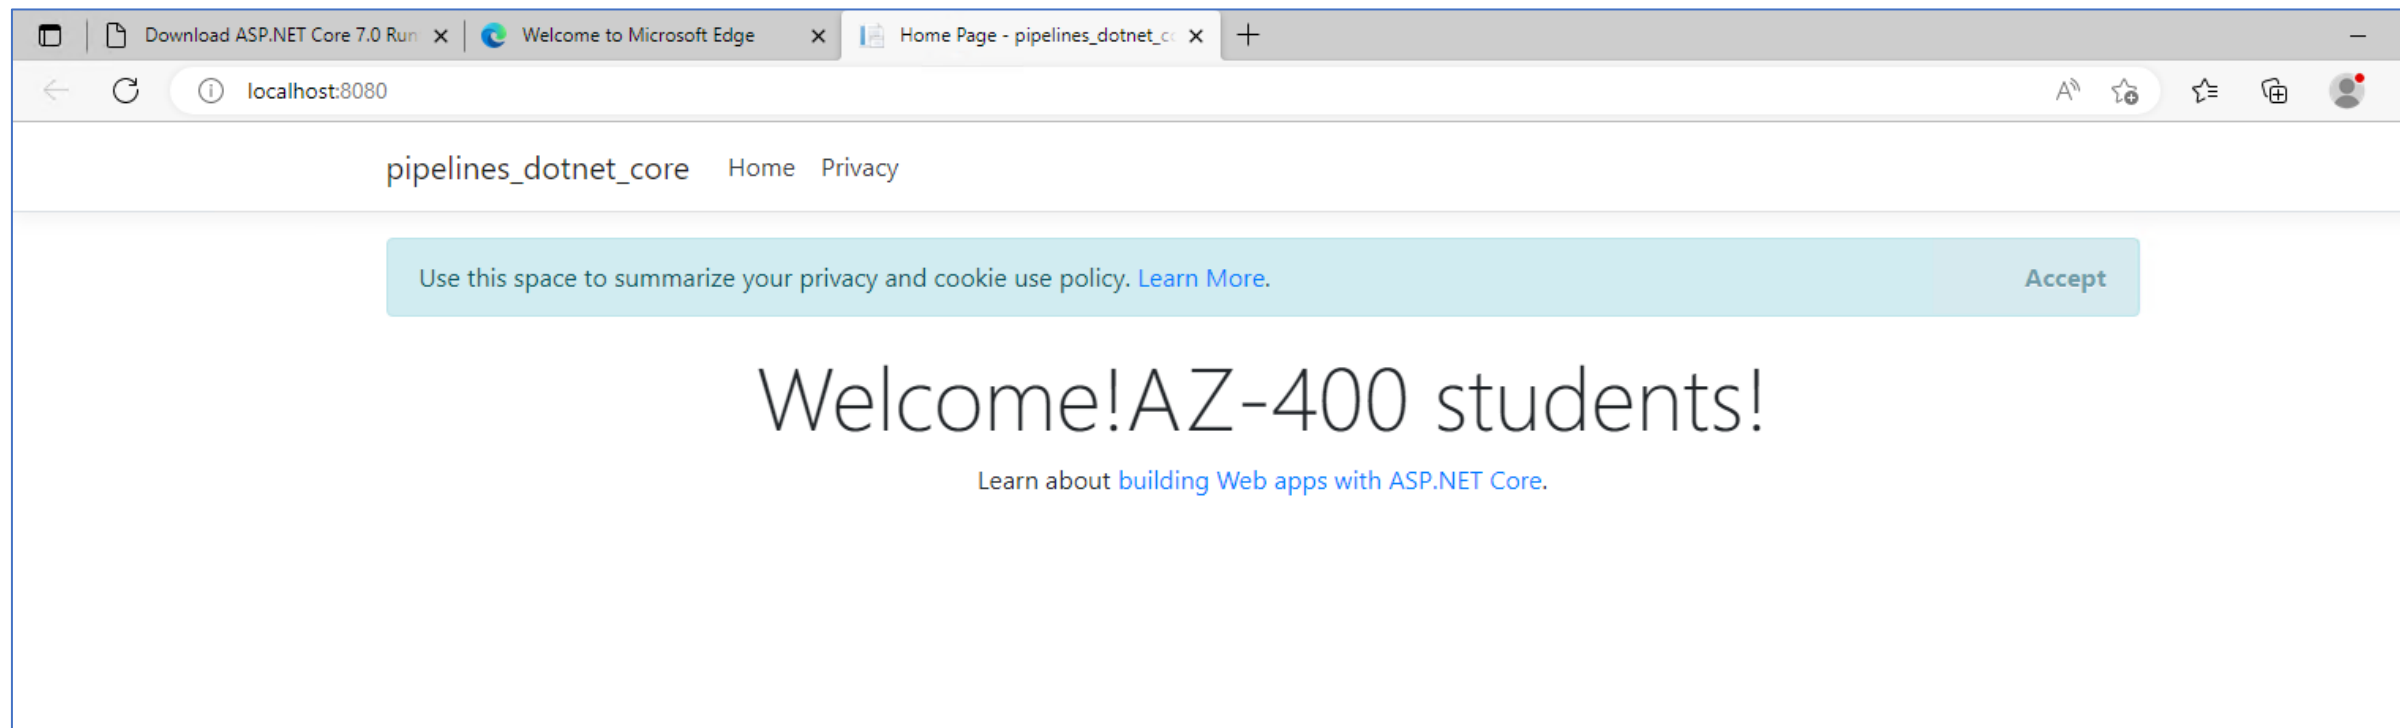 Download ASP.NET Core 7.0 Run Welcome to Microsoft Edge Home Page - pipelines_dotnet_c
localhost:8080
pipelines_dotnet_core Home Privacy
Use this space to summarize your privacy and cookie use policy. Learn More. Accept
Welcome!AZ-400 students!
Learn about building Web apps with ASP.NET Core.